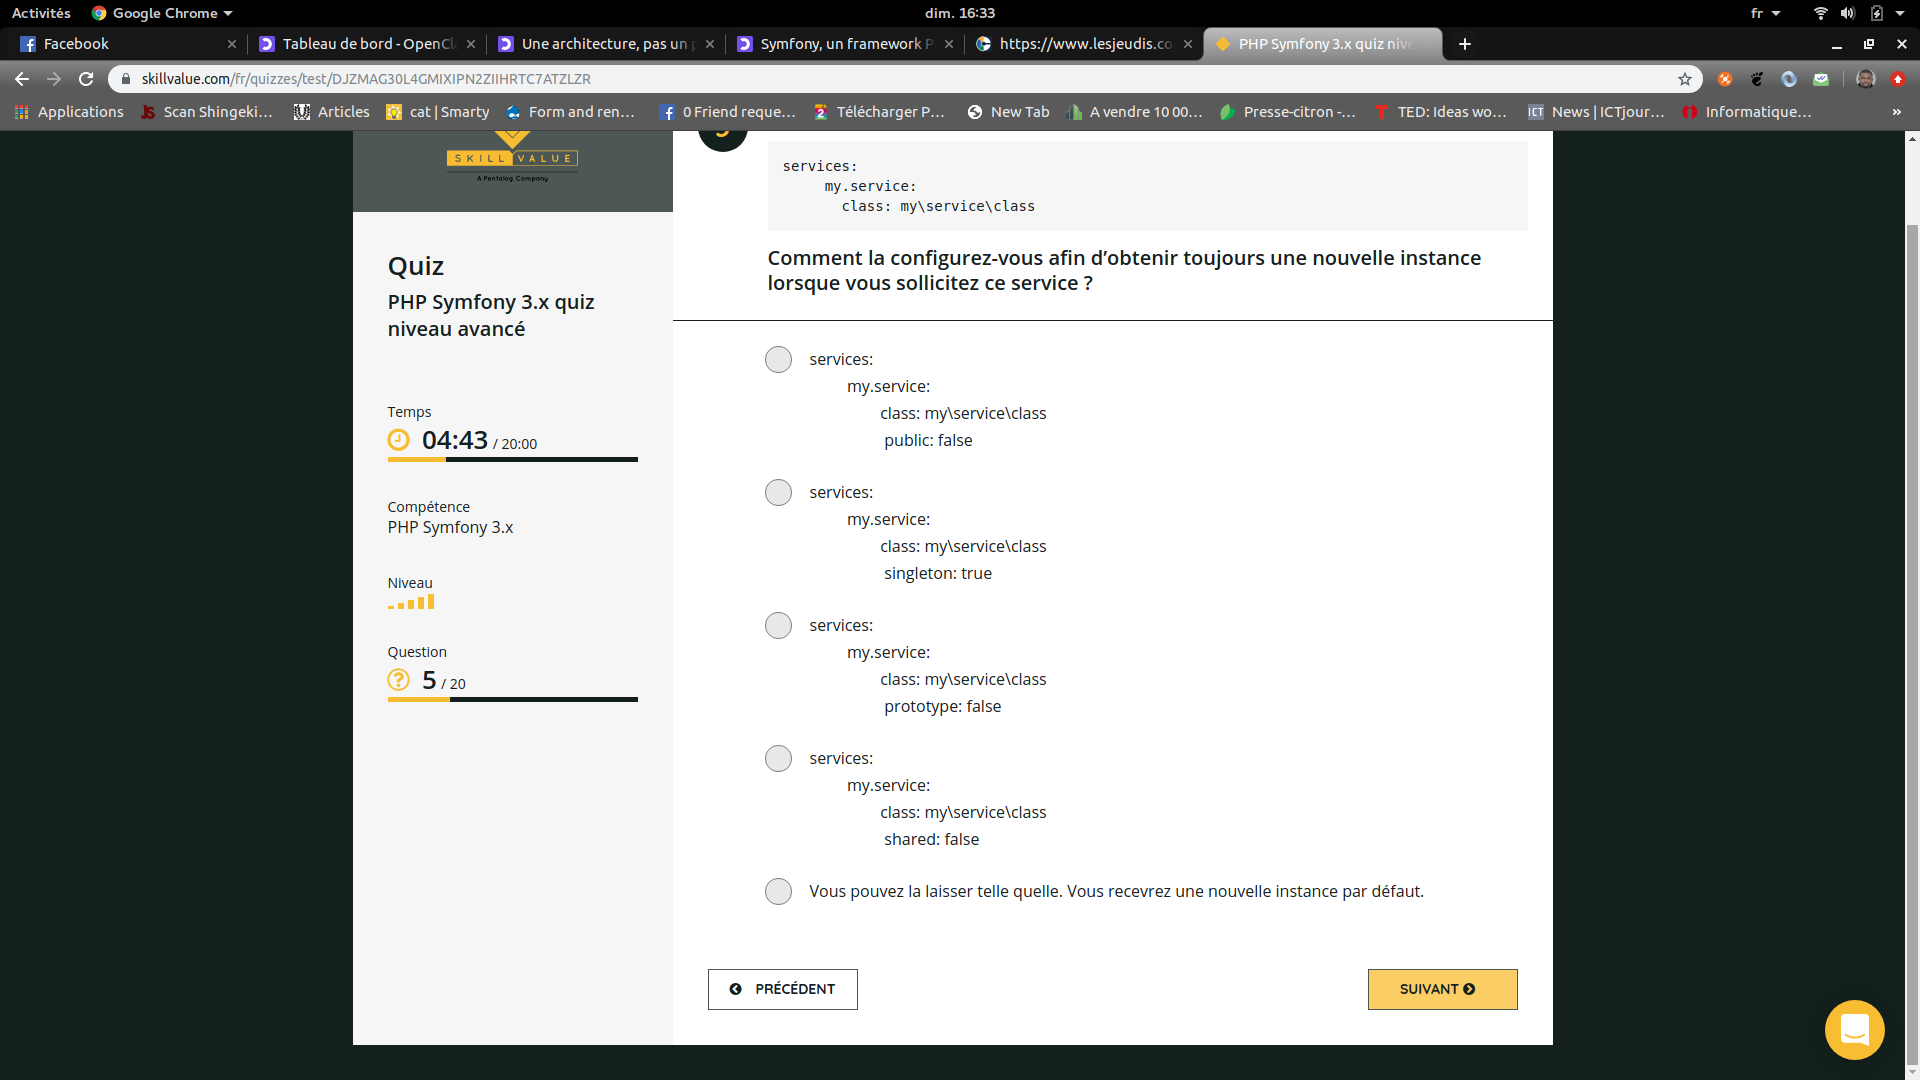 Activités
Google Chrome
dim. 16:33
fr
Facebook
Tableau de bord - OpenCl
Une architecture, pas un p
Symfony, un framework P
https://www.lesjeudis.co
PHP Symfony 3.x quiz nive
skillvalue.com/fr/quizzes/test/DJZMAG30L4GMIXIPN2ZIIHRTC7ATZLZR
Applications
Scan Shingeki...
Articles
cat | Smarty
Form and ren...
0 Friend reque...
Télécharger P...
New Tab
A vendre 10 00...
Presse-citron -...
TED: Ideas wo...
ICT
News | ICTjour...
Informatique...
»
SKILL VALUE
A Pentalog Company.
Quiz
PHP Symfony 3.x quiz
niveau avancé
Temps
04:43 / 20:00
Compétence
PHP Symfony 3.x
Niveau
Question
5 / 20
services:
my.service:
class: my\service\class
Comment la configurez-vous afin d’obtenir toujours une nouvelle instance
lorsque vous sollicitez ce service ?
services:
my.service:
class: my\service\class
public: false
services:
my.service:
class: my\service\class
singleton: true
services:
my.service:
class: my\service\class
prototype: false
services:
my.service:
class: my\service\class
shared: false
Vous pouvez la laisser telle quelle. Vous recevrez une nouvelle instance par défaut.
PRÉCÉDENT
SUIVANT